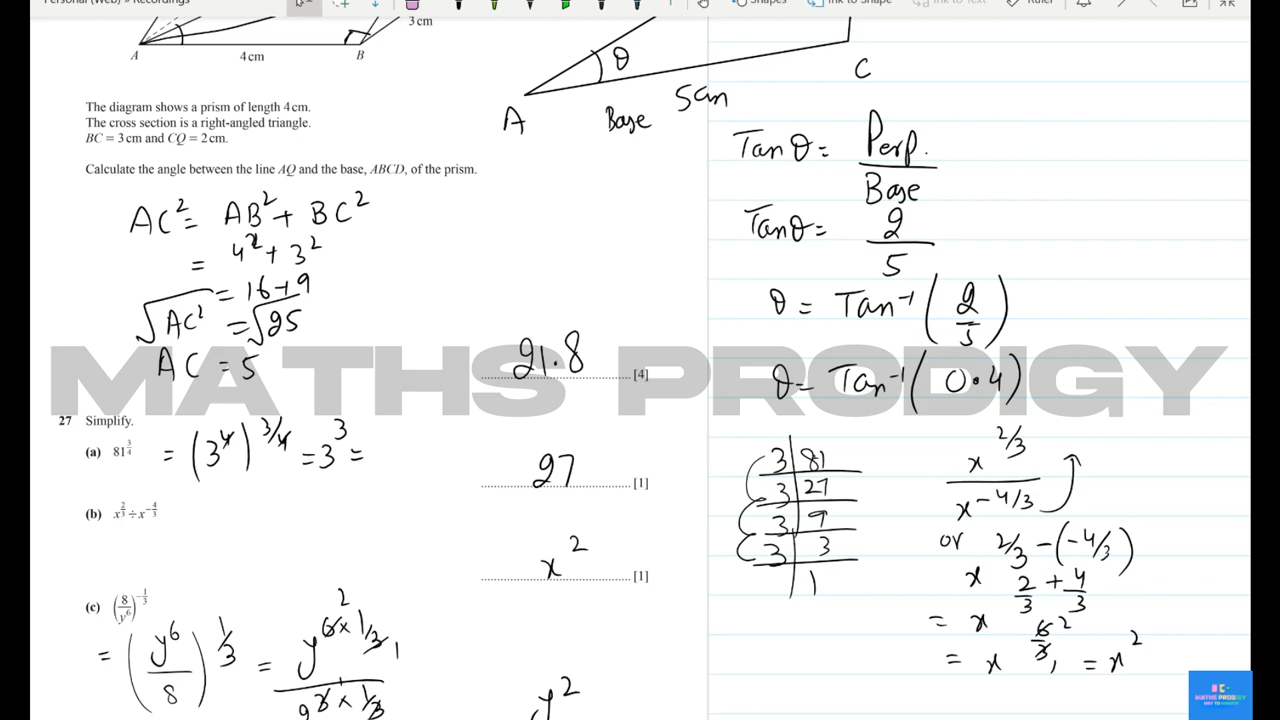 Personal (Web) » Recordings
Shapes
Ink to Shape
Ink to Text
Ruler
3 cm
A
4 cm
B
θ
C
5cm
A
Base
The diagram shows a prism of length 4 cm.
The cross section is a right-angled triangle.
BC = 3 cm and CQ = 2 cm.
Calculate the angle between the line AQ and the base, ABCD, of the prism.
AC² = AB² + BC²
= 4² + 3²
= 16+9
√AC² = √25
AC = 5
21.8
[4]
Tan θ = Perp. / Base
Tanθ = 2/5
θ = Tan⁻¹ (2/5)
θ = Tan⁻¹ (0.4)
MATHS PRODIGY
27 Simplify.
(a) 81^(3/4) = (3⁴)^(3/4) = 3³ =
27
[1]
(b) x^(2/3) ÷ x^(-4/3)
x²
[1]
(c) (8/y⁶)^(-1/3)
= (y⁶/8)^(1/3) = y^(6×1/3) / 2^(3×1/3)
2
1
y²
3 | 81
3 | 27
3 | 9
3 | 3
1
x^(2/3) / x^(-4/3)
or x^(2/3 - (-4/3))
= x^(2/3 + 4/3)
= x^(6/3) = x²
MATHS PRODIGY